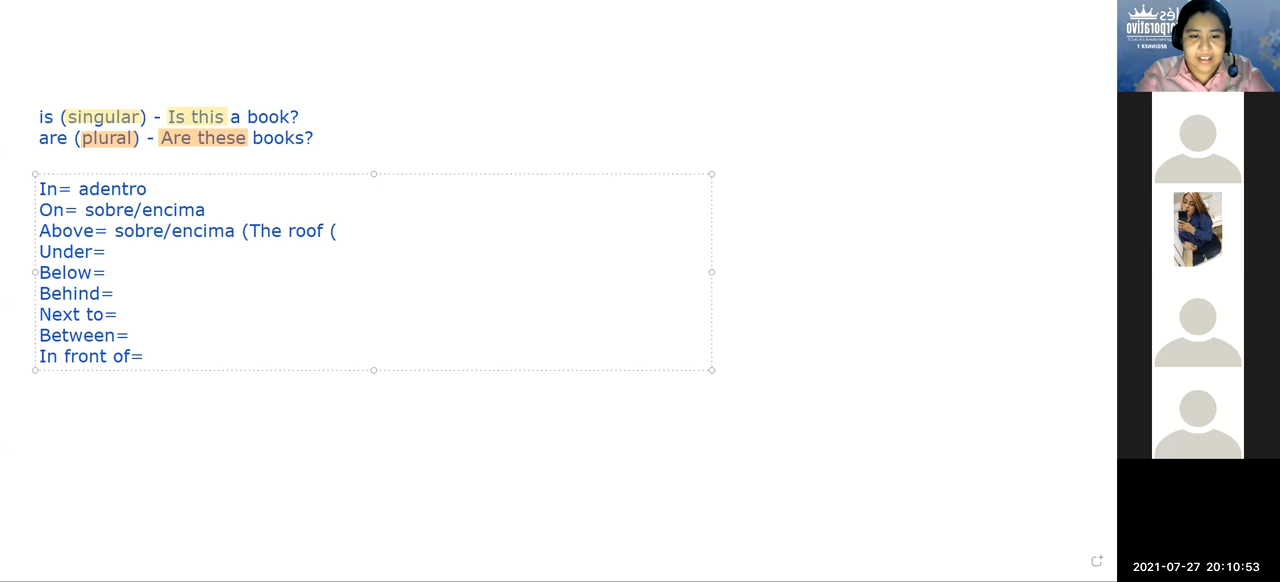 is (singular) - Is this a book?
are (plural) - Are these books?
In= adentro
On= sobre/encima
Above= sobre/encima (The roof (
Under=
Below=
Behind=
Next to=
Between=
In front of=
2021-07-27 20:10:53